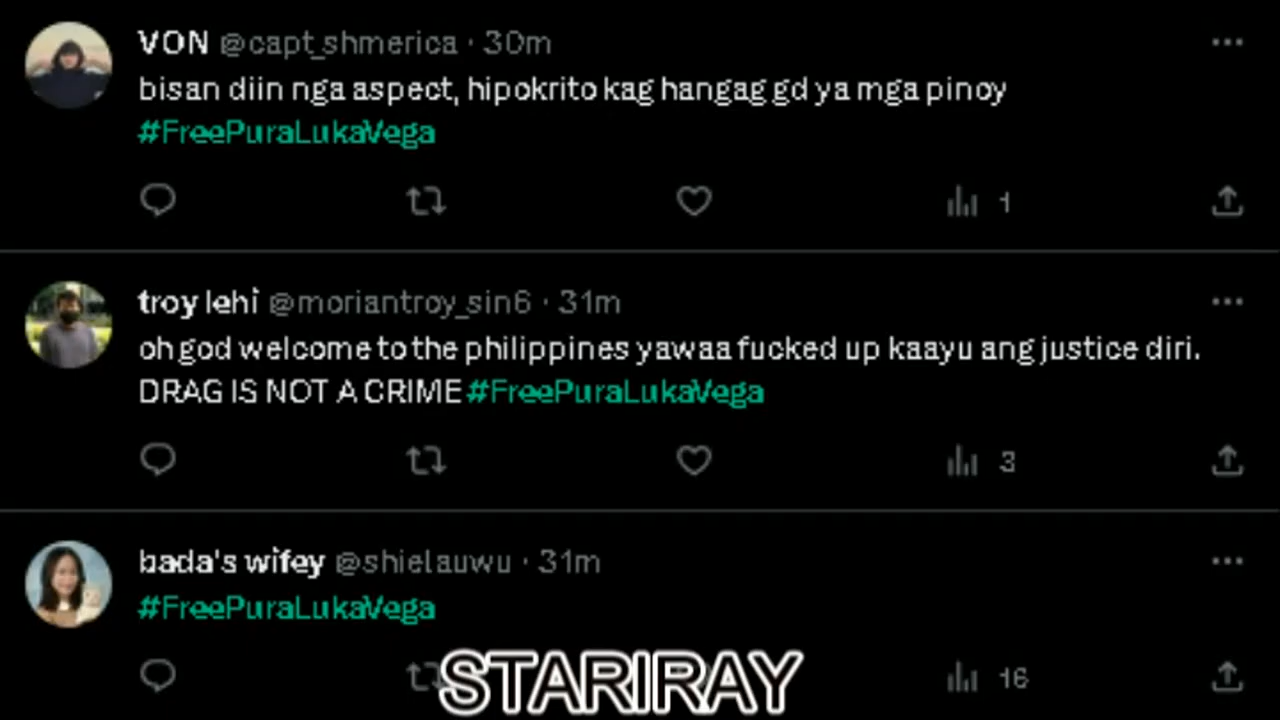 VON @capt_shmerica · 30m
bisan diin nga aspect, hipokrito kag hangag gd ya mga pinoy
#FreePuraLukaVega
1
troy lehi @moriantroy_sin6 · 31m
oh god welcome to the philippines yawaa fucked up kaayu ang justice diri.
DRAG IS NOT A CRIME #FreePuraLukaVega
3
bada's wifey @shielauwu · 31m
#FreePuraLukaVega
16
STARIRAY